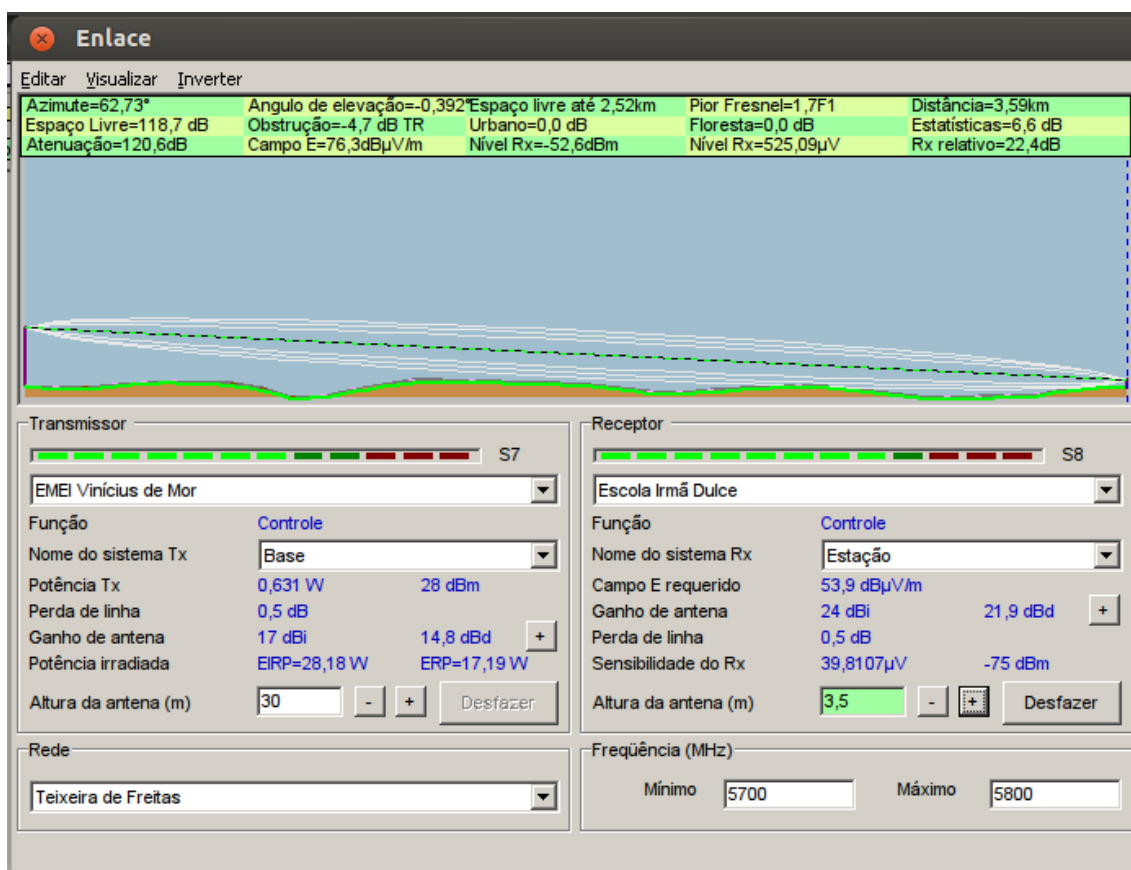 Enlace
Editar Visualizar Inverter
Azimute=62,73° Angulo de elevação=-0,392° Espaço livre até 2,52km Pior Fresnel=1,7F1 Distância=3,59km
Espaço Livre=118,7 dB Obstrução=-4,7 dB TR Urbano=0,0 dB Floresta=0,0 dB Estatísticas=6,6 dB
Atenuação=120,6dB Campo E=76,3dBµV/m Nível Rx=-52,6dBm Nível Rx=525,09µV Rx relativo=22,4dB
Transmissor
S7
EMEI Vinícius de Mor
Função Controle
Nome do sistema Tx Base
Potência Tx 0,631 W 28 dBm
Perda de linha 0,5 dB
Ganho de antena 17 dBi 14,8 dBd +
Potência irradiada EIRP=28,18 W ERP=17,19 W
Altura da antena (m) 30 - + Desfazer
Rede
Teixeira de Freitas
Receptor
S8
Escola Irmã Dulce
Função Controle
Nome do sistema Rx Estação
Campo E requerido 53,9 dBµV/m
Ganho de antena 24 dBi 21,9 dBd +
Perda de linha 0,5 dB
Sensibilidade do Rx 39,8107µV -75 dBm
Altura da antena (m) 3,5 - + Desfazer
Freqüência (MHz)
Mínimo 5700 Máximo 5800